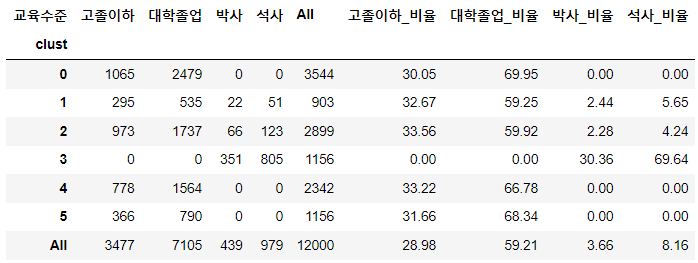 교육수준 고졸이하 대학졸업 박사 석사 All 고졸이하_비율 대학졸업_비율 박사_비율 석사_비율
clust
0 1065 2479 0 0 3544 30.05 69.95 0.00 0.00
1 295 535 22 51 903 32.67 59.25 2.44 5.65
2 973 1737 66 123 2899 33.56 59.92 2.28 4.24
3 0 0 351 805 1156 0.00 0.00 30.36 69.64
4 778 1564 0 0 2342 33.22 66.78 0.00 0.00
5 366 790 0 0 1156 31.66 68.34 0.00 0.00
All 3477 7105 439 979 12000 28.98 59.21 3.66 8.16